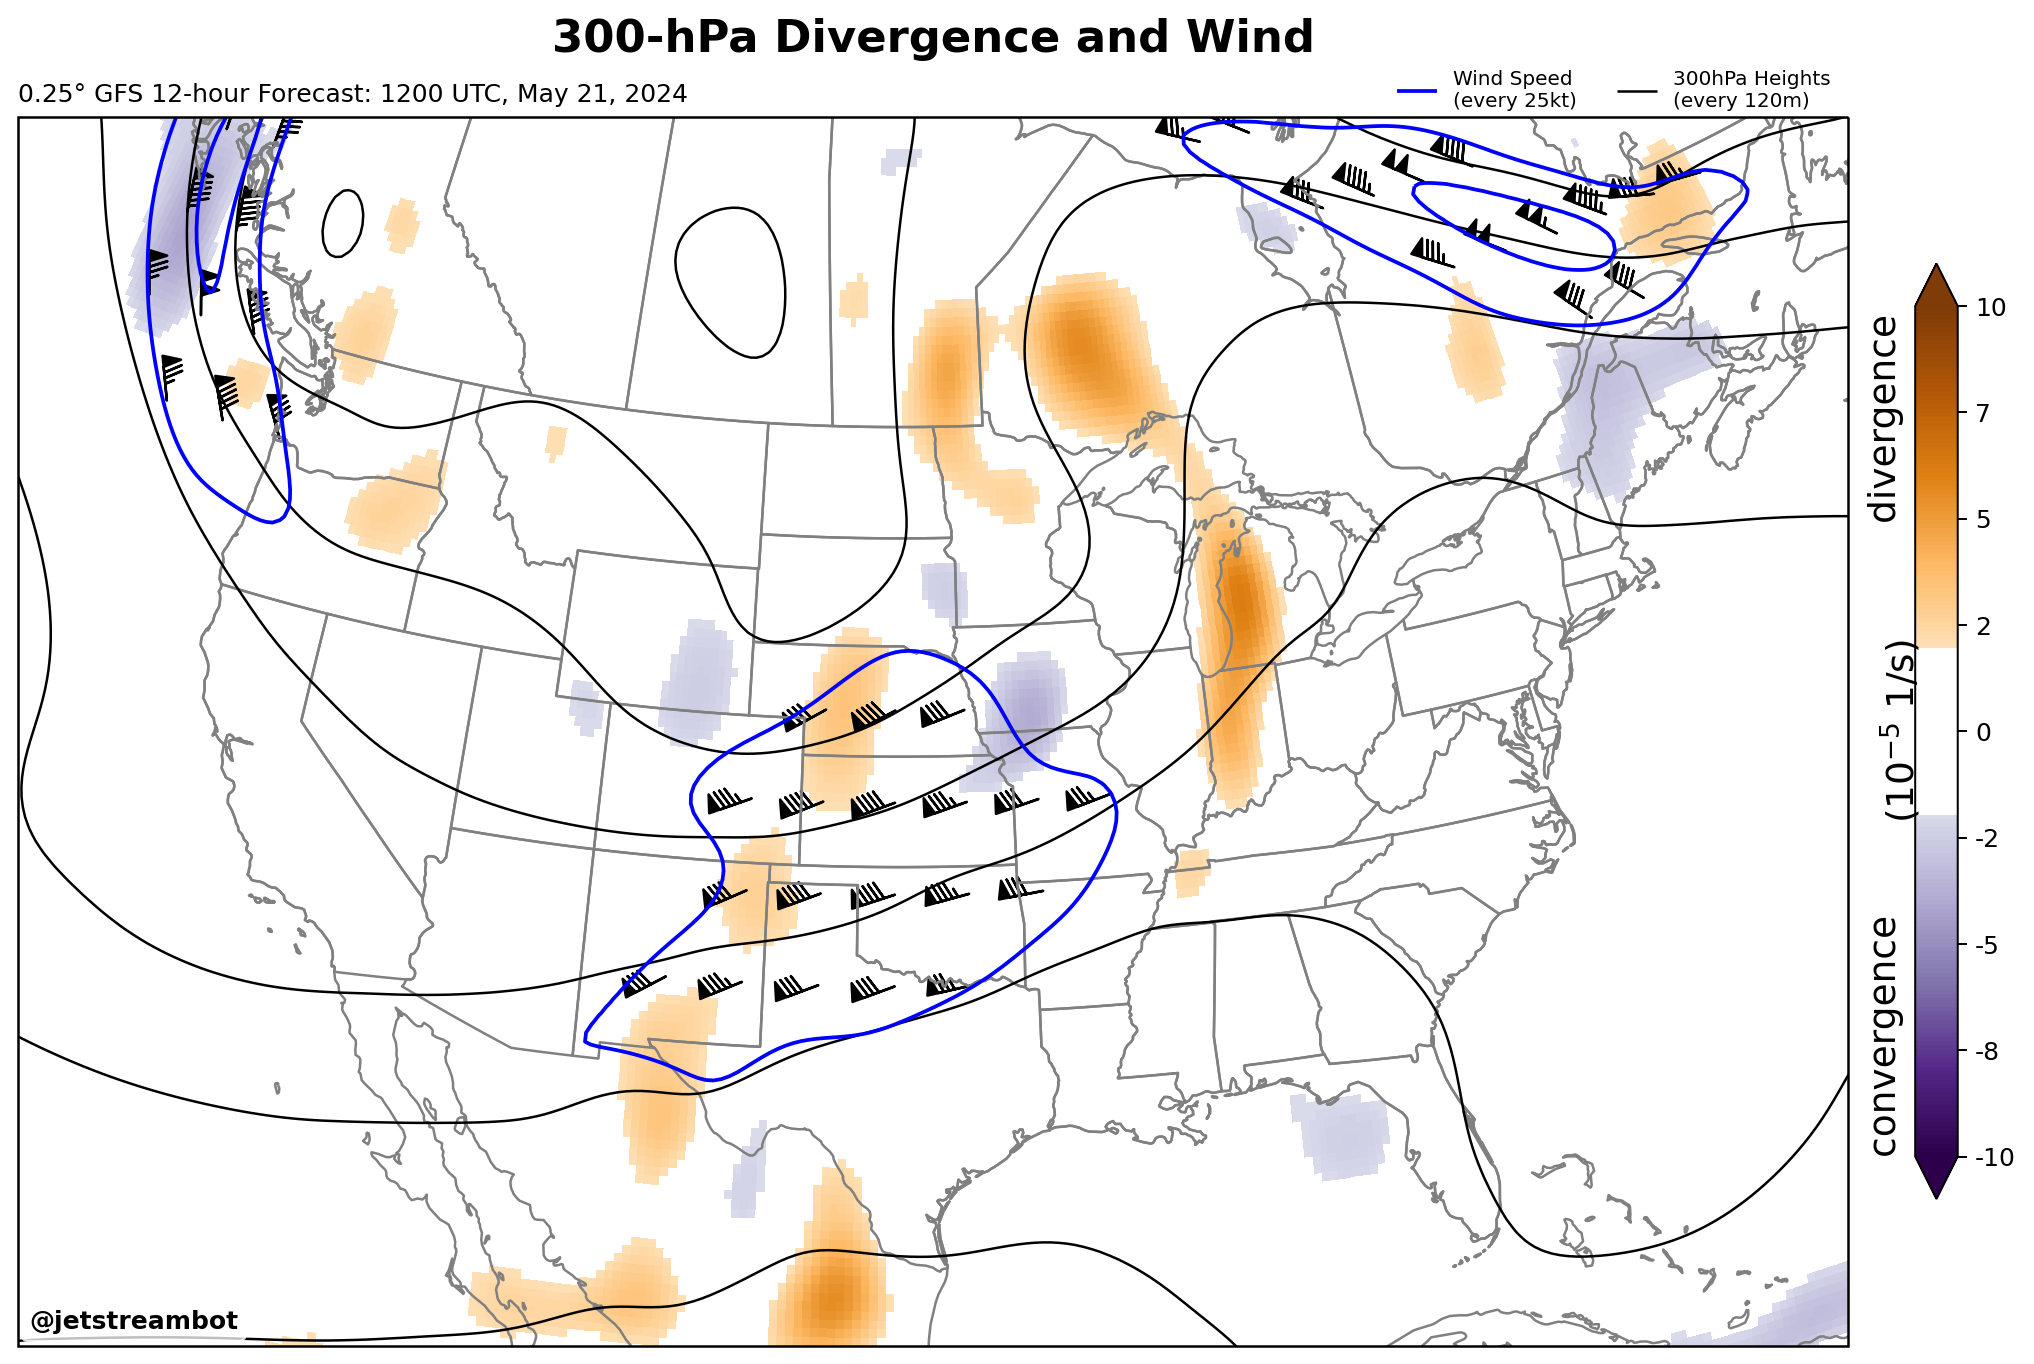 300-hPa Divergence and Wind
0.25° GFS 12-hour Forecast: 1200 UTC, May 21, 2024
Wind Speed
(every 25kt)
300hPa Heights
(every 120m)
divergence
(10⁻⁵ 1/s)
convergence
10
7
5
2
0
-2
-5
-8
-10
@jetstreambot